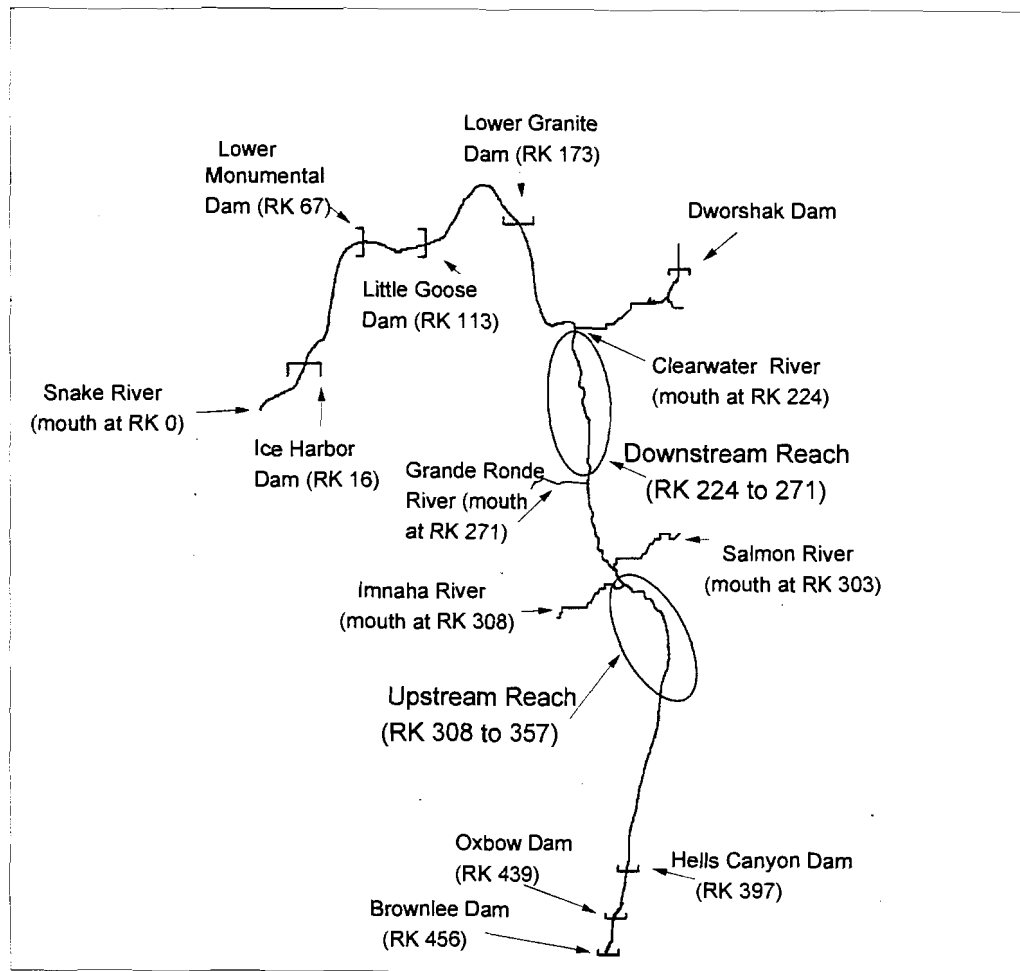 Lower Granite
Dam (RK 173)
Lower
Monumental
Dam (RK 67)
Dworshak Dam
Little Goose
Dam (RK 113)
Clearwater River
(mouth at RK 224)
Snake River
(mouth at RK 0)
Ice Harbor
Dam (RK 16)
Downstream Reach
(RK 224 to 271)
Grande Ronde
River (mouth
at RK 271)
Salmon River
(mouth at RK 303)
Imnaha River
(mouth at RK 308)
Upstream Reach
(RK 308 to 357)
Oxbow Dam
(RK 439)
Hells Canyon Dam
(RK 397)
Brownlee Dam
(RK 456)